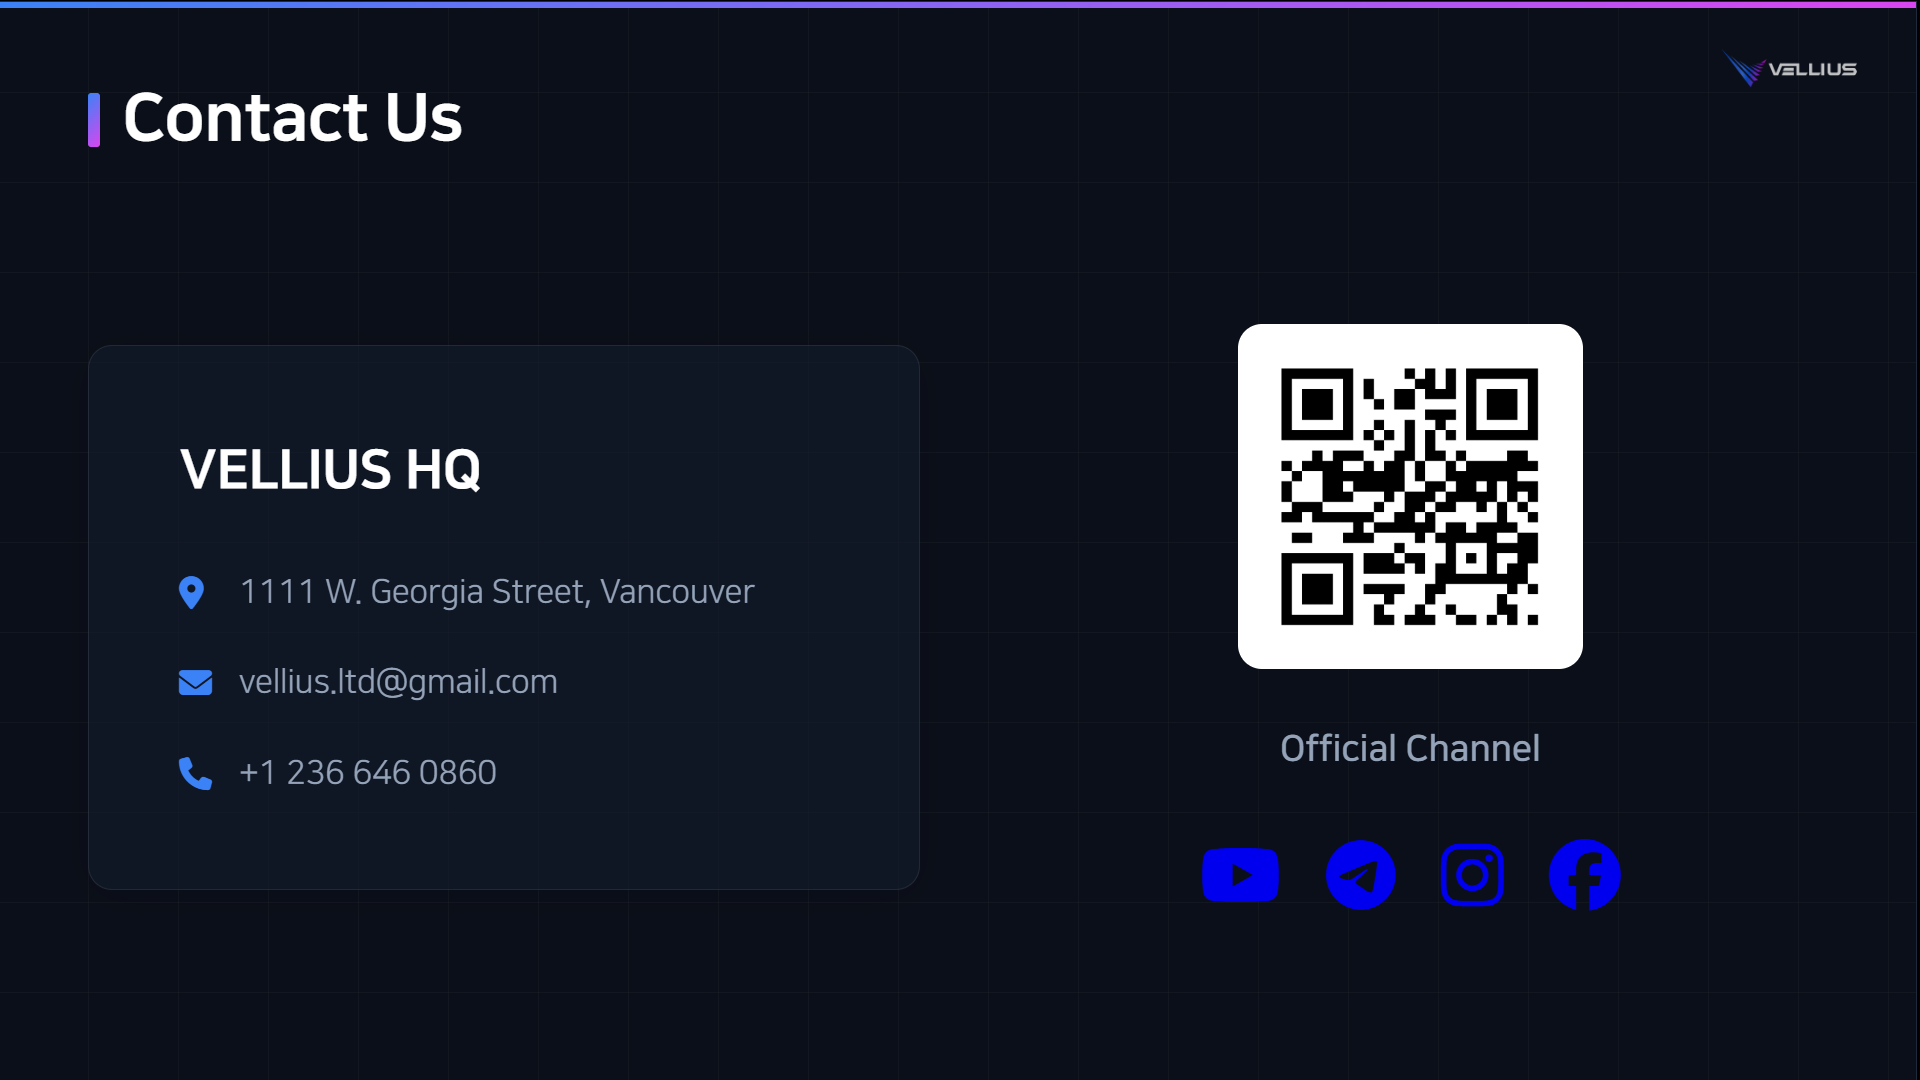 VELLIUS
Contact Us
VELLIUS HQ
1111 W. Georgia Street, Vancouver
vellius.ltd@gmail.com
+1 236 646 0860
Official Channel